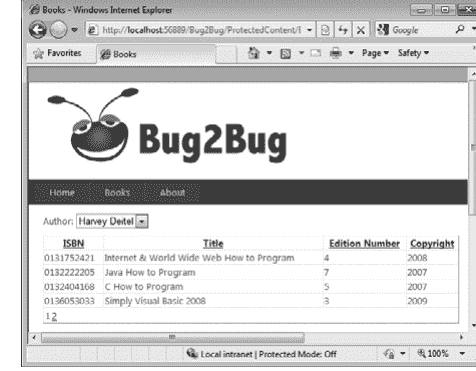 Books - Windows Internet Explorer
http://localhost:56889/Bug2Bug/ProtectedContent/
Google
Favorites
Books
Page
Safety
Bug2Bug
Home Books About
Author: Harvey Deitel
ISBN Title Edition Number Copyright
0131752421 Internet & World Wide Web How to Program 4 2008
0132222205 Java How to Program 7 2007
0132404168 C How to Program 5 2007
0136053033 Simply Visual Basic 2008 3 2009
1 2
Local intranet | Protected Mode: Off
100%